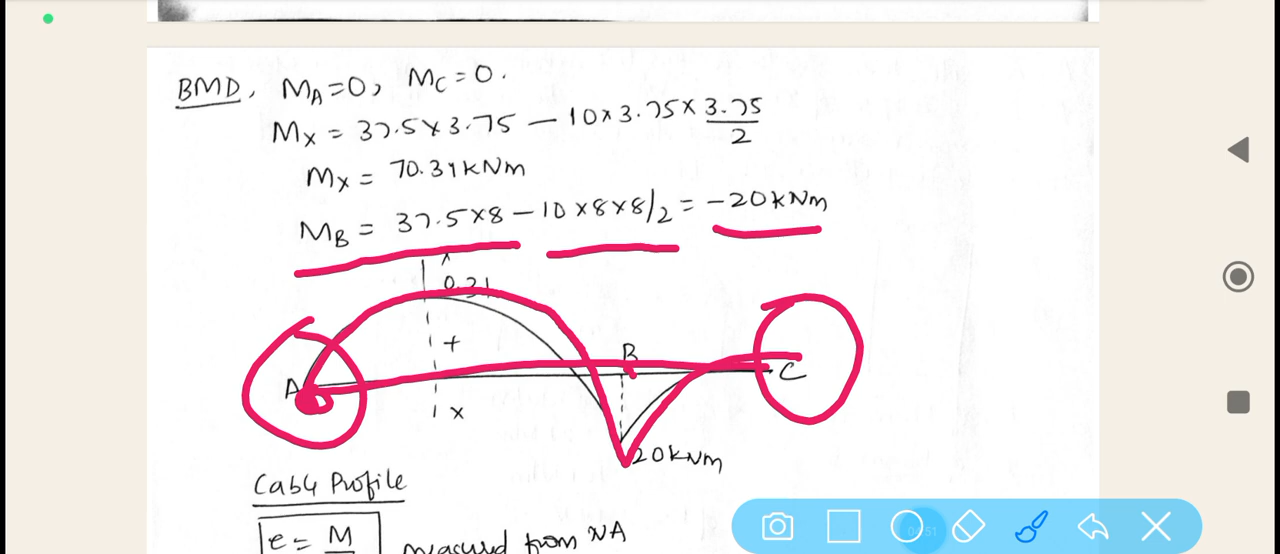 BMD, MA=0, MC=0.
Mx = 37.5×3.75 − 10×3.75×3.75/2
Mx = 70.31kNm
MB = 37.5×8 − 10×8×8/2 = −20kNm
0.31
+
B
A
C
x
20kNm
Cable Profile
e = M
measured from NA